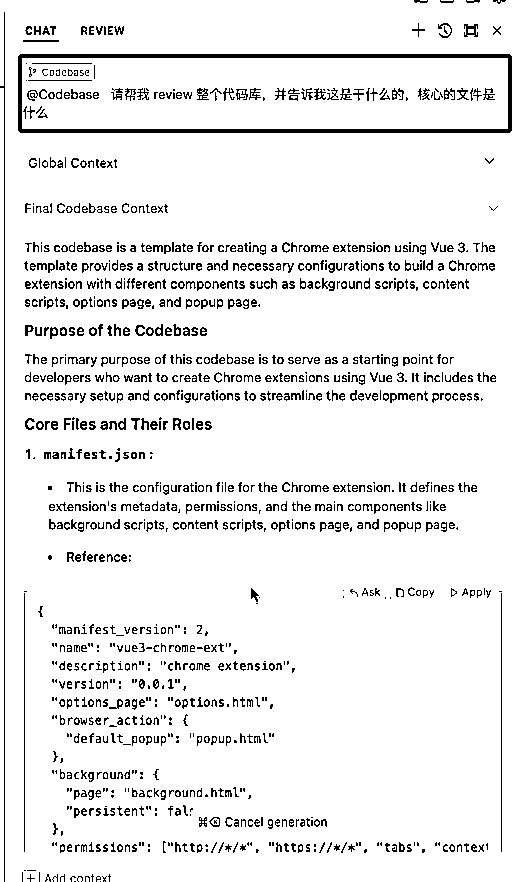 CHAT REVIEW
Codebase
@Codebase 请帮我 review 整个代码库，并告诉我这是干什么的，核心的文件是
什么
Global Context
Final Codebase Context
This codebase is a template for creating a Chrome extension using Vue 3. The
template provides a structure and necessary configurations to build a Chrome
extension with different components such as background scripts, content
scripts, options page, and popup page.
Purpose of the Codebase
The primary purpose of this codebase is to serve as a starting point for
developers who want to create Chrome extensions using Vue 3. It includes the
necessary setup and configurations to streamline the development process.
Core Files and Their Roles
1. manifest.json:
• This is the configuration file for the Chrome extension. It defines the
extension's metadata, permissions, and the main components like
background scripts, content scripts, options page, and popup page.
• Reference:
Ask Copy Apply
{
"manifest_version": 2,
"name": "vue3-chrome-ext",
"description": "chrome extension",
"version": "0.0.1",
"options_page": "options.html",
"browser_action": {
"default_popup": "popup.html"
},
"background": {
"page": "background.html",
"persistent": fals
⌘⌫ Cancel generation
},
"permissions": ["http://*/*", "https://*/*", "tabs", "context
Add context